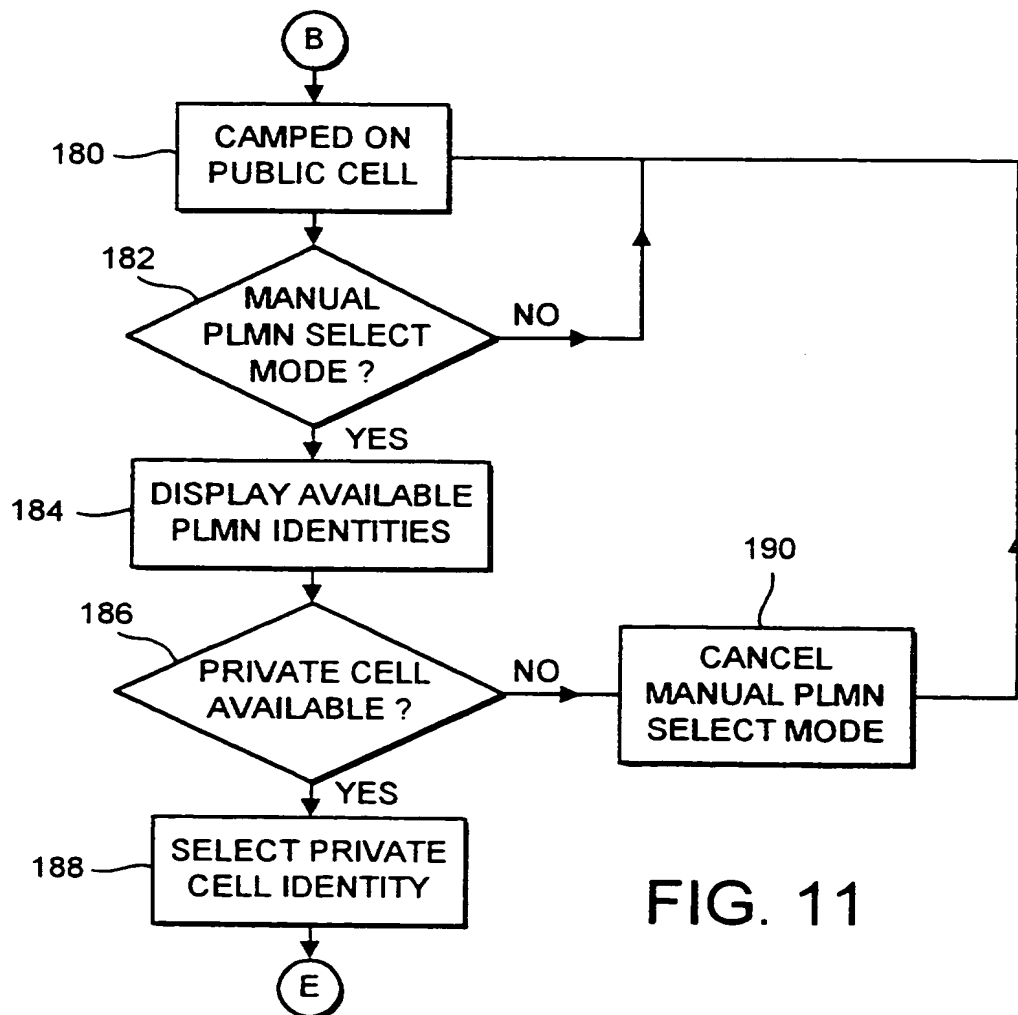 B
180
CAMPED ON
PUBLIC CELL
182
MANUAL
PLMN SELECT
MODE ?
NO
YES
184
DISPLAY AVAILABLE
PLMN IDENTITIES
186
PRIVATE CELL
AVAILABLE ?
NO
190
CANCEL
MANUAL PLMN
SELECT MODE
YES
188
SELECT PRIVATE
CELL IDENTITY
E
FIG. 11